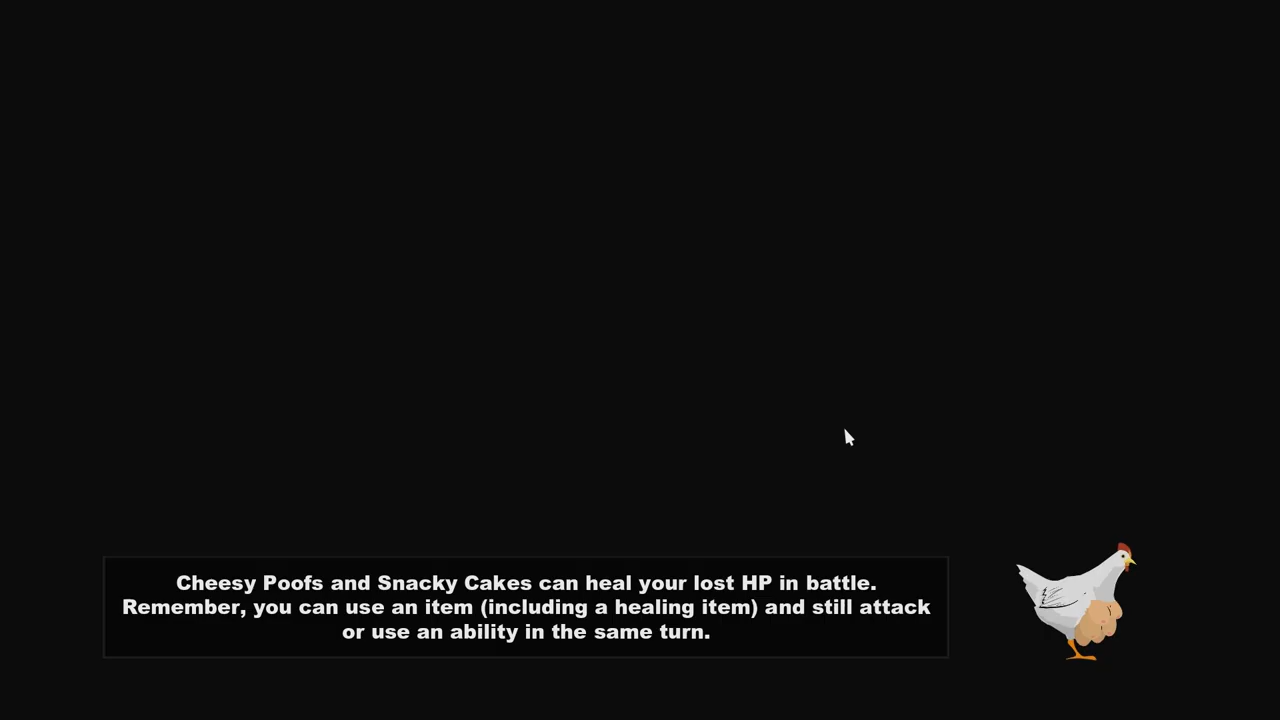 Cheesy Poofs and Snacky Cakes can heal your lost HP in battle.
Remember, you can use an item (including a healing item) and still attack
or use an ability in the same turn.